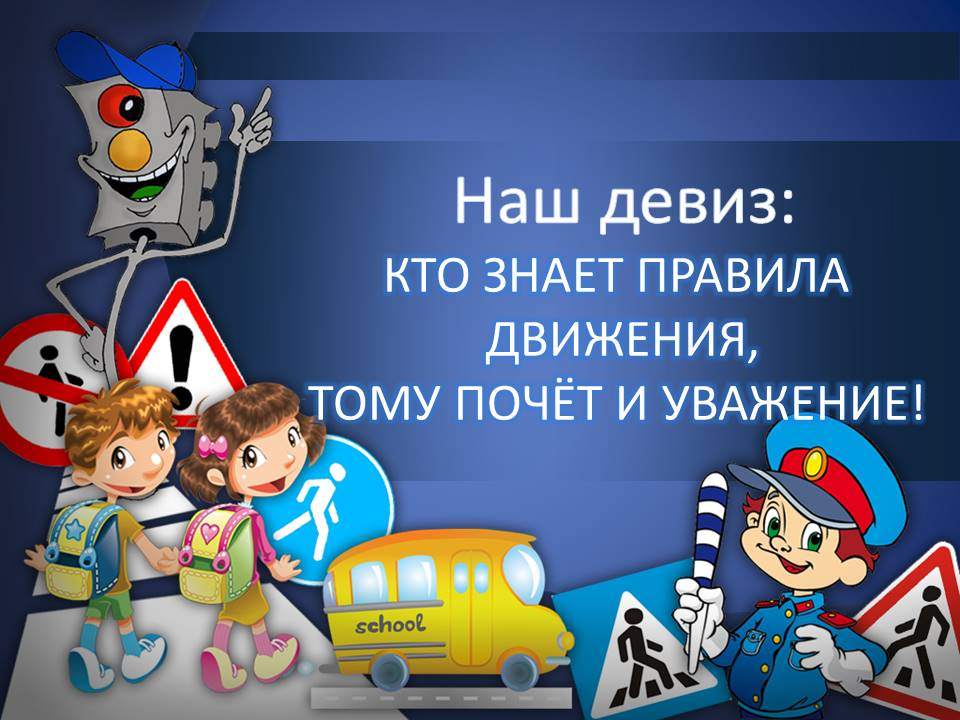 Наш девиз:
КТО ЗНАЕТ ПРАВИЛА
ДВИЖЕНИЯ,
ТОМУ ПОЧЁТ И УВАЖЕНИЕ!
school